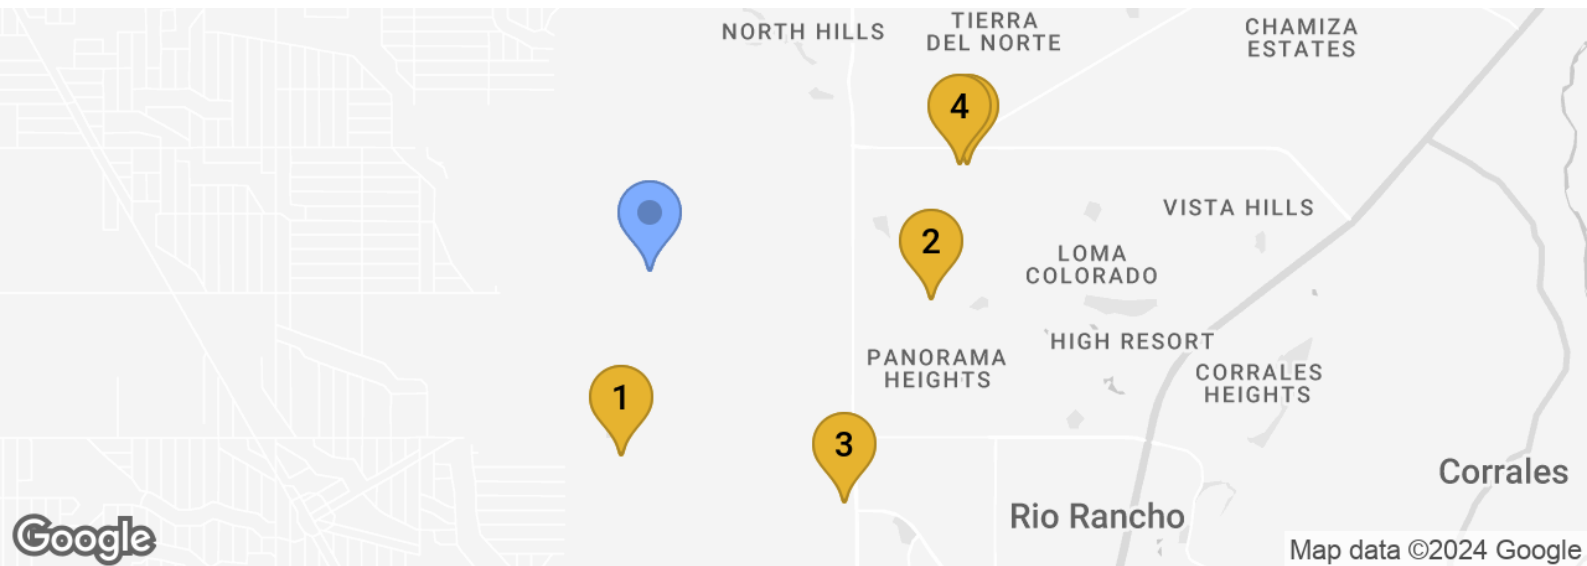 NORTH HILLS
TIERRA
DEL NORTE
CHAMIZA
ESTATES
4
VISTA HILLS
2
LOMA
COLORADO
HIGH RESORT
PANORAMA
HEIGHTS
CORRALES
HEIGHTS
1
3
Corrales
Rio Rancho
Google
Map data ©2024 Google